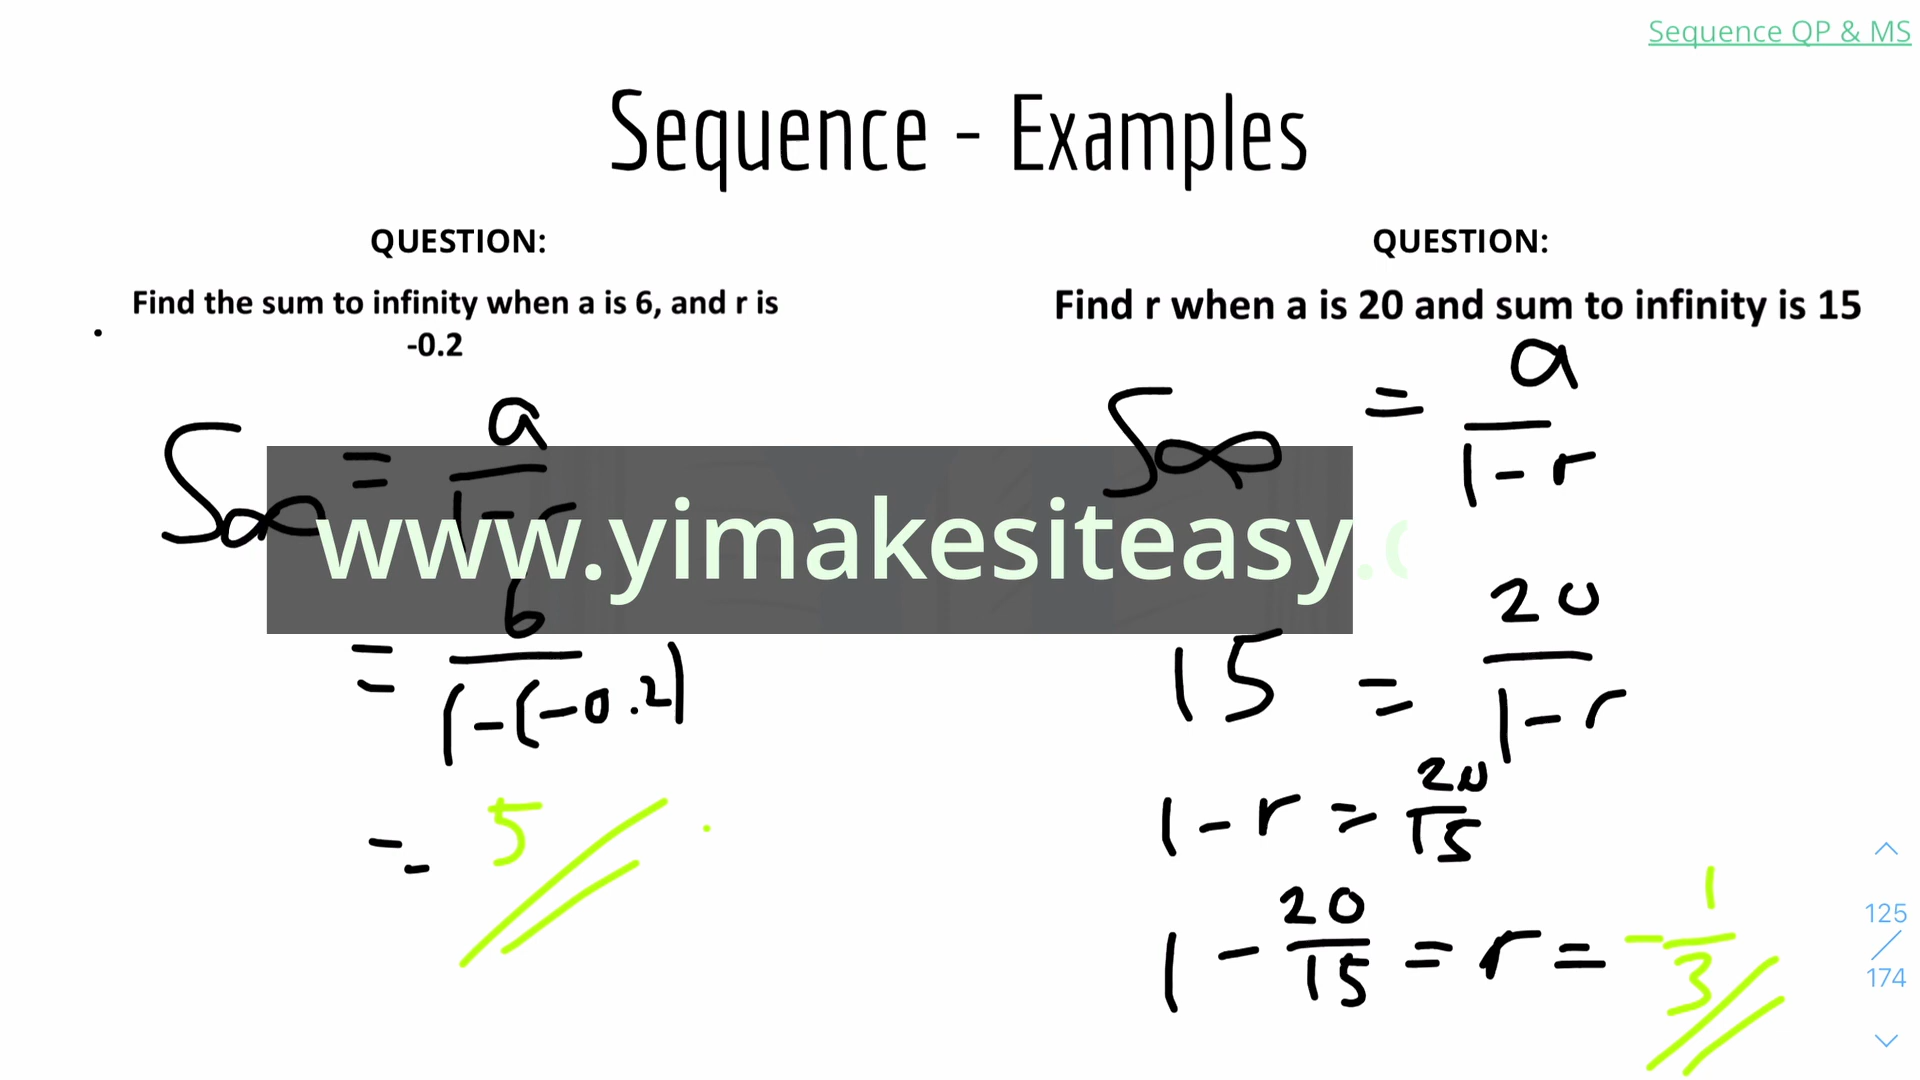 Sequence QP & MS
Sequence - Examples
QUESTION:
Find the sum to infinity when a is 6, and r is
-0.2
S∞ = a / 1 - r
= 6 / 1-(-0.2)
= 5
QUESTION:
Find r when a is 20 and sum to infinity is 15
S∞ = a / 1 - r
15 = 20 / 1 - r
1 - r = 20 / 15
1 - 20 / 15 = r = - 1 / 3
www.yimakesiteasy.c
125
/
174